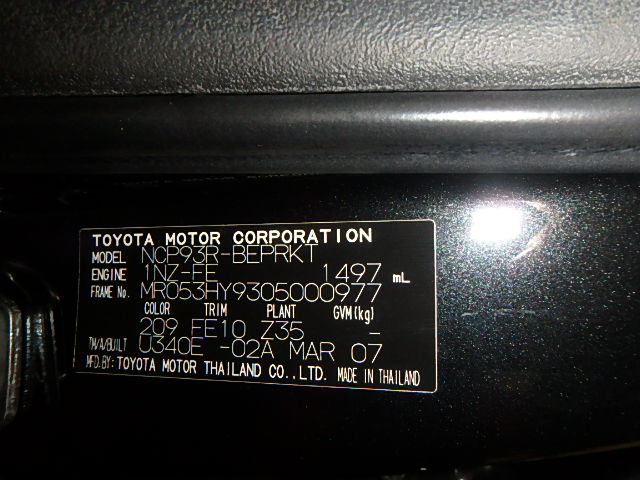 TOYOTA MOTOR CORPORATION
MODEL NCP93R-BEPRKT
ENGINE 1NZ-FE 1497 mL
FRAME No. MR053HY9305000977
COLOR TRIM PLANT GVM(kg)
209 FE10 Z35 -
TM/A/BUILT U340E -02A MAR 07
MFD. BY: TOYOTA MOTOR THAILAND CO.,LTD. MADE IN THAILAND